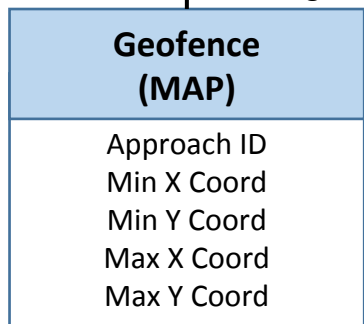 Geofence
(MAP)
Approach ID
Min X Coord
Min Y Coord
Max X Coord
Max Y Coord